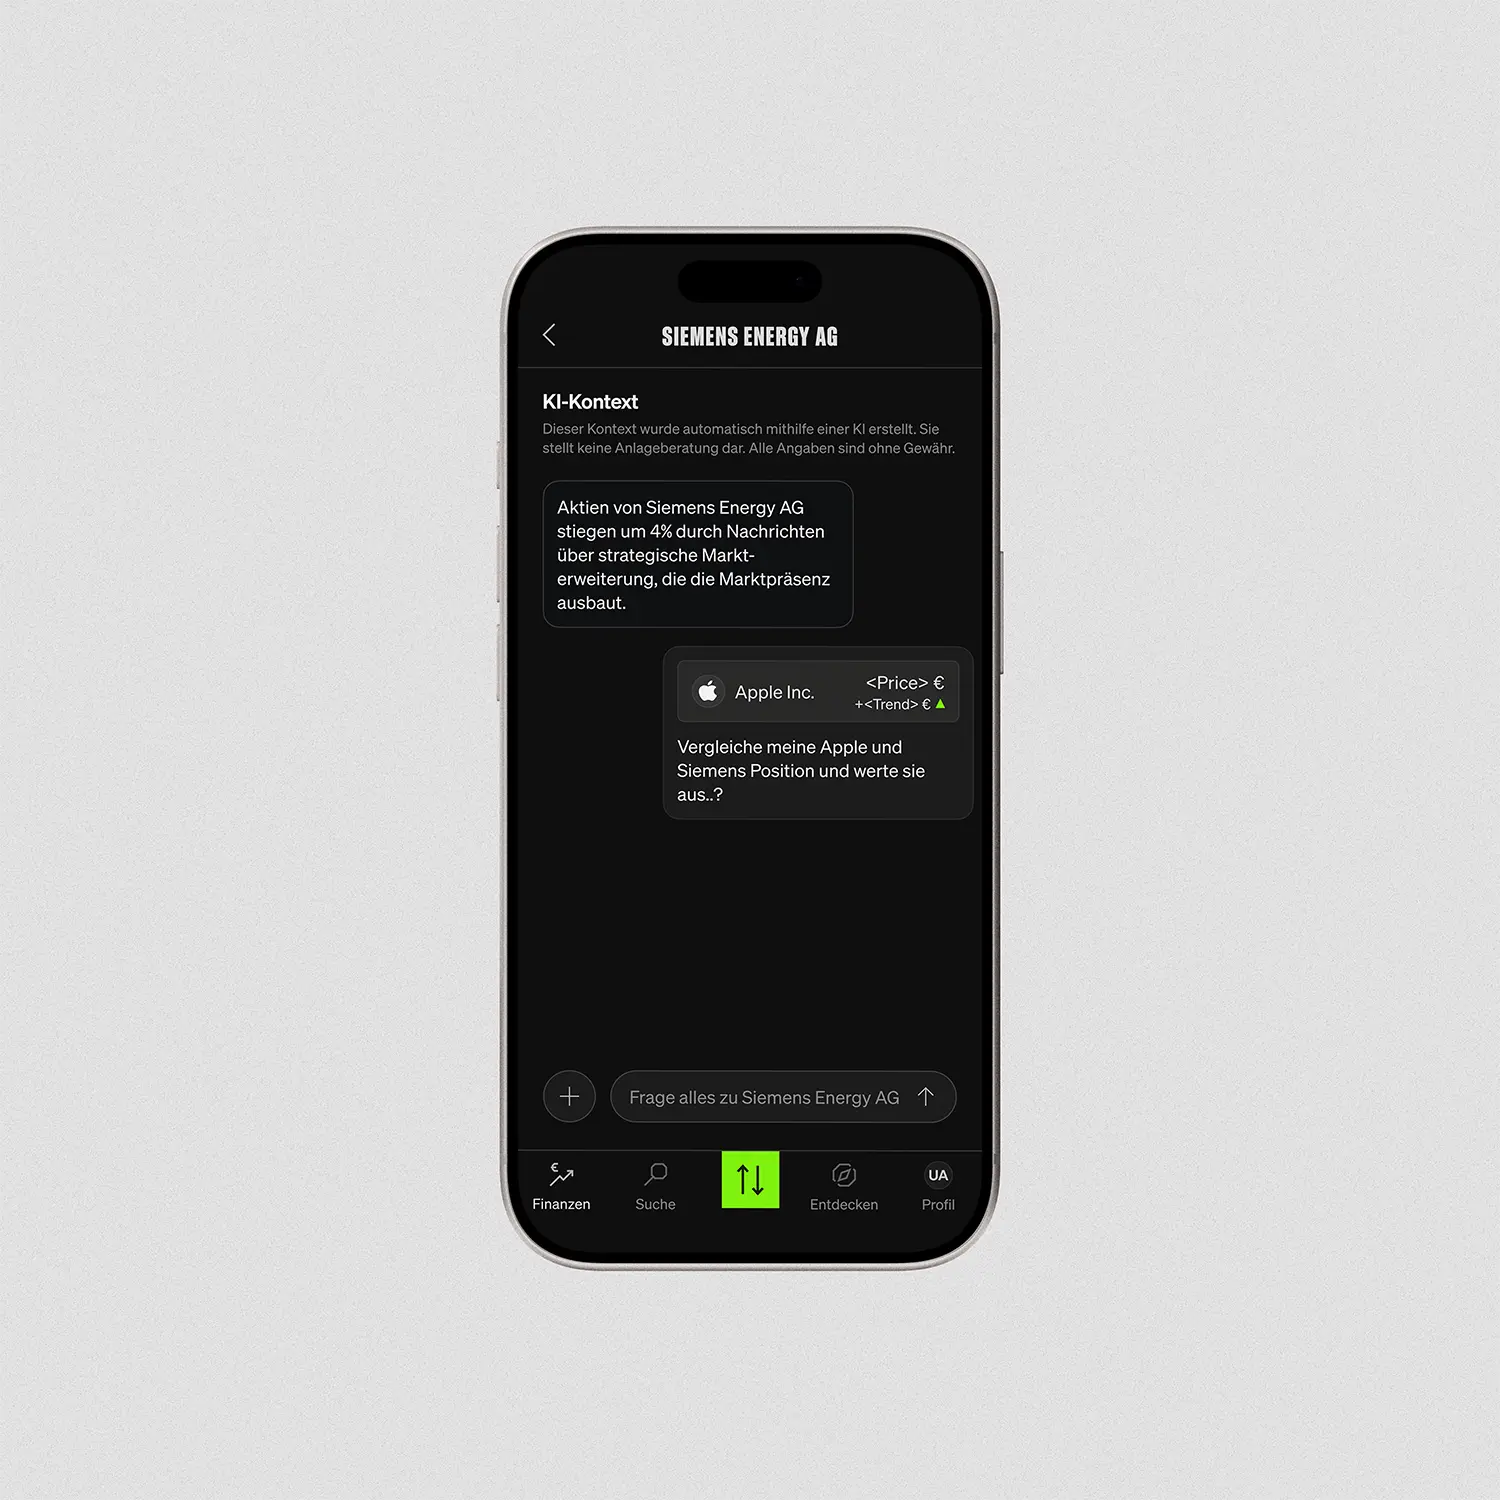 SIEMENS ENERGY AG
KI-Kontext
Dieser Kontext wurde automatisch mithilfe einer KI erstellt. Sie
stellt keine Anlageberatung dar. Alle Angaben sind ohne Gewähr.
Aktien von Siemens Energy AG
stiegen um 4% durch Nachrichten
über strategische Markt-
erweiterung, die die Marktpräsenz
ausbaut.
Apple Inc.
<Price> €
+<Trend> €
Vergleiche meine Apple und
Siemens Position und werte sie
aus..?
Frage alles zu Siemens Energy AG
€
Finanzen
Suche
Entdecken
UA
Profil